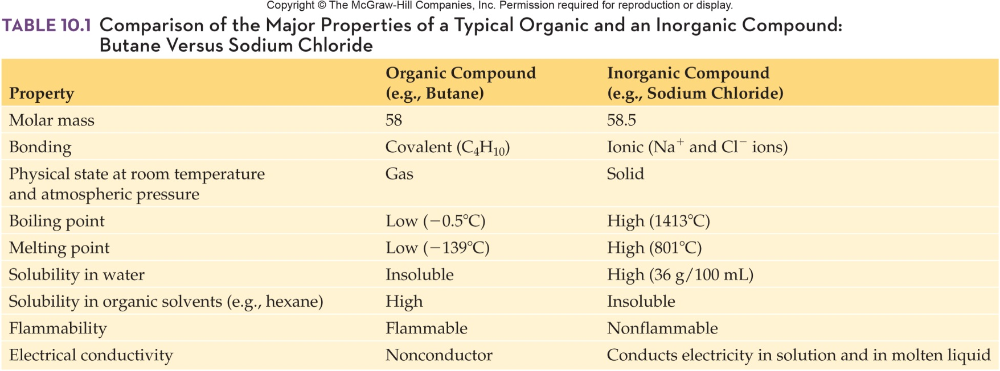 Copyright © The McGraw-Hill Companies, Inc. Permission required for reproduction or display.
TABLE 10.1 Comparison of the Major Properties of a Typical Organic and an Inorganic Compound:
Butane Versus Sodium Chloride
Property Organic Compound (e.g., Butane) Inorganic Compound (e.g., Sodium Chloride)
Molar mass 58 58.5
Bonding Covalent (C₄H₁₀) Ionic (Na⁺ and Cl⁻ ions)
Physical state at room temperature Gas Solid
and atmospheric pressure
Boiling point Low (−0.5°C) High (1413°C)
Melting point Low (−139°C) High (801°C)
Solubility in water Insoluble High (36 g/100 mL)
Solubility in organic solvents (e.g., hexane) High Insoluble
Flammability Flammable Nonflammable
Electrical conductivity Nonconductor Conducts electricity in solution and in molten liquid